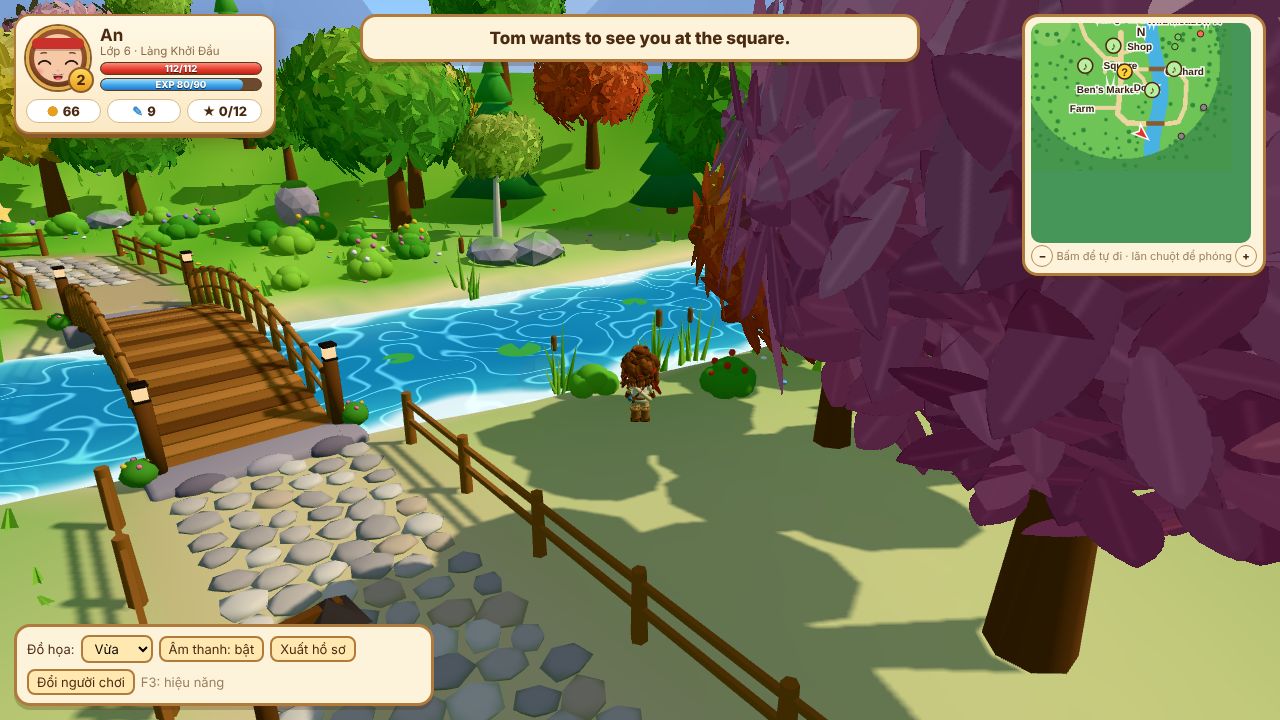 An
Lớp 6 · Làng Khởi Đầu
112/112
EXP 80/90
2
66
9
★ 0/12
Tom wants to see you at the square.
N
Shop
Ben's Marke
Farm
− Bấm để tự đi · lăn chuột để phóng +
Đồ họa: Vừa Âm thanh: bật Xuất hồ sơ
Đổi người chơi F3: hiệu năng